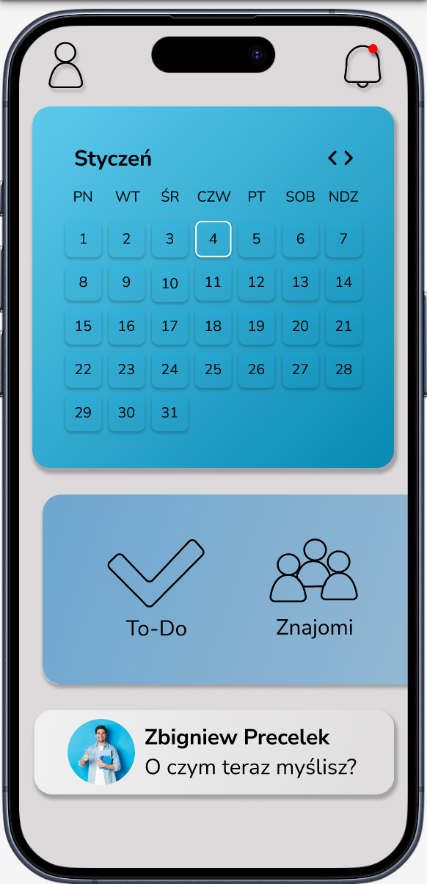 Styczeń < >
PN WT ŚR CZW PT SOB NDZ
1 2 3 4 5 6 7
8 9 10 11 12 13 14
15 16 17 18 19 20 21
22 23 24 25 26 27 28
29 30 31
To-Do Znajomi
Zbigniew Precelek
O czym teraz myślisz?